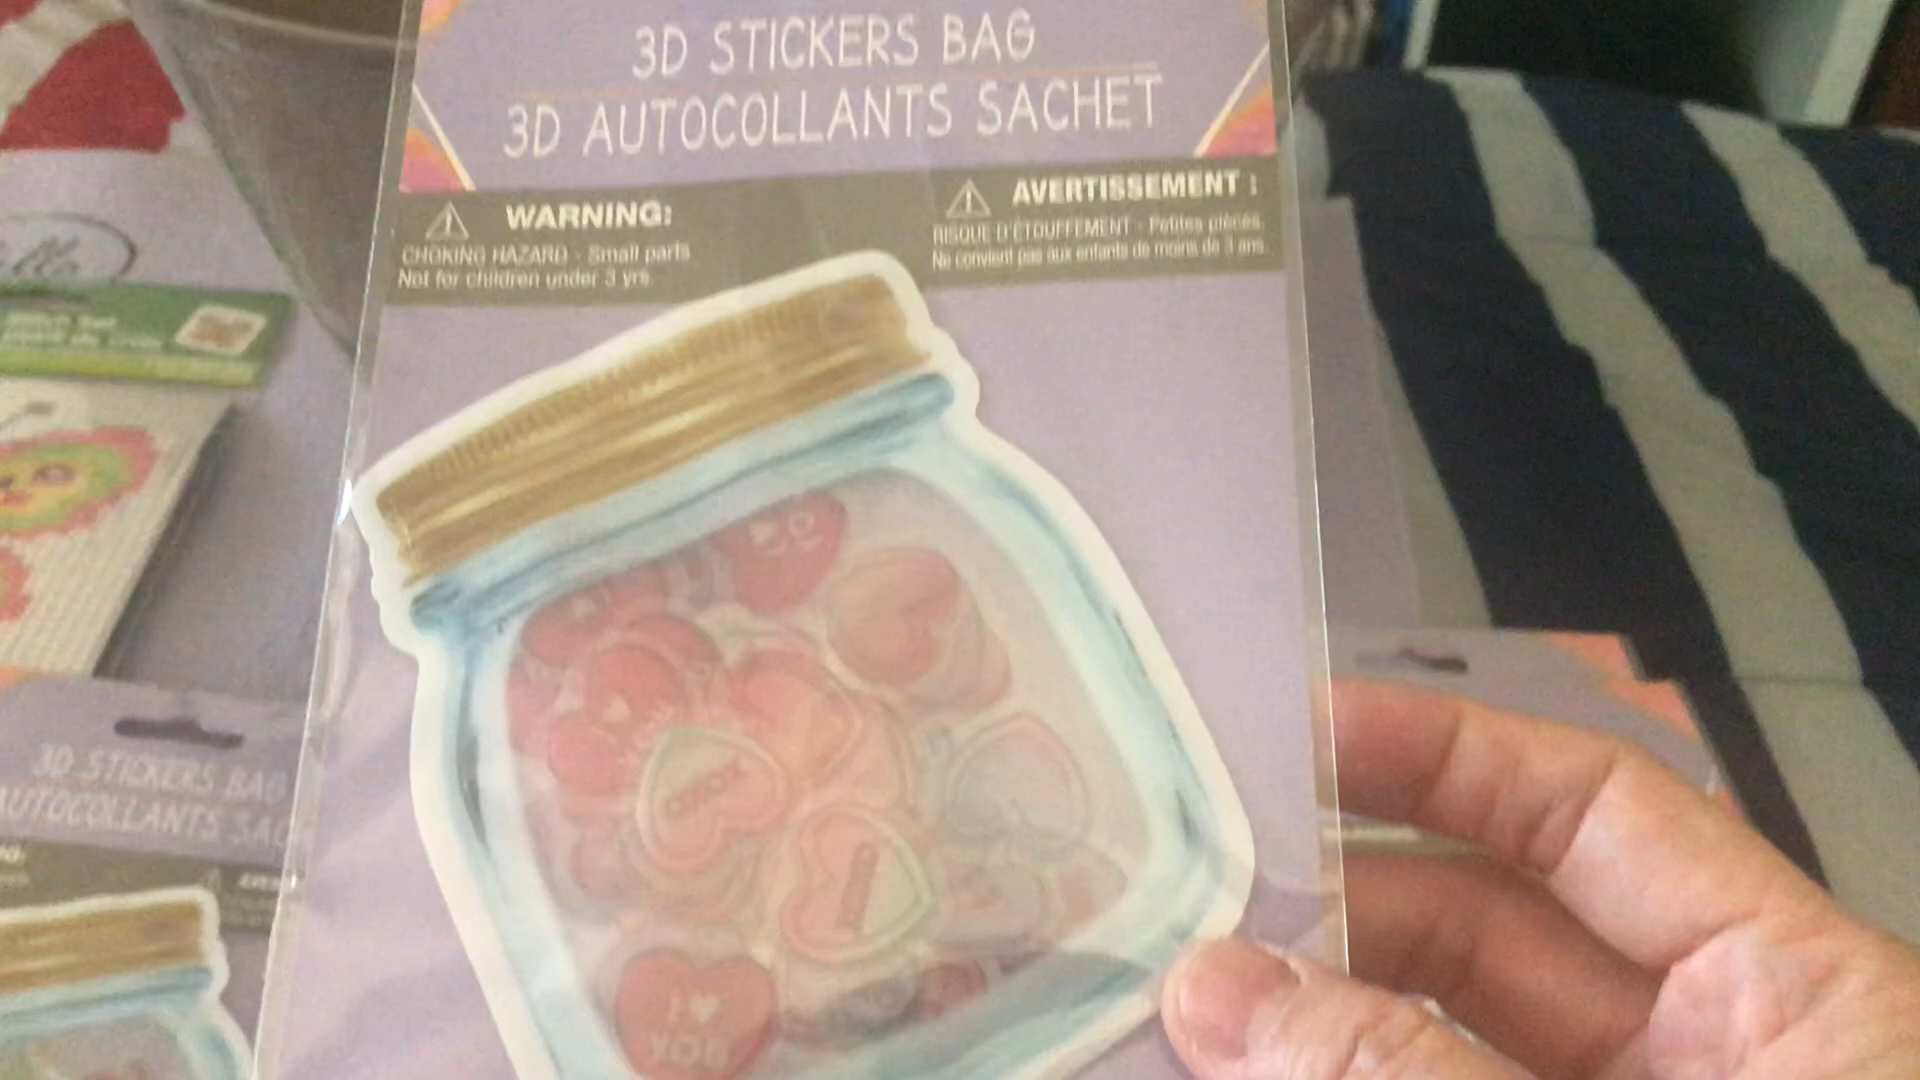 3D STICKERS BAG
3D AUTOCOLLANTS SACHET
WARNING:
CHOKING HAZARD - Small parts
Not for children under 3 yrs.
AVERTISSEMENT :
RISQUE D'ÉTOUFFEMENT - Petites pièces.
Ne convient pas aux enfants de moins de 3 ans.
I ♥
YOU
3D STICKERS BAG
AUTOCOLLANTS SAC